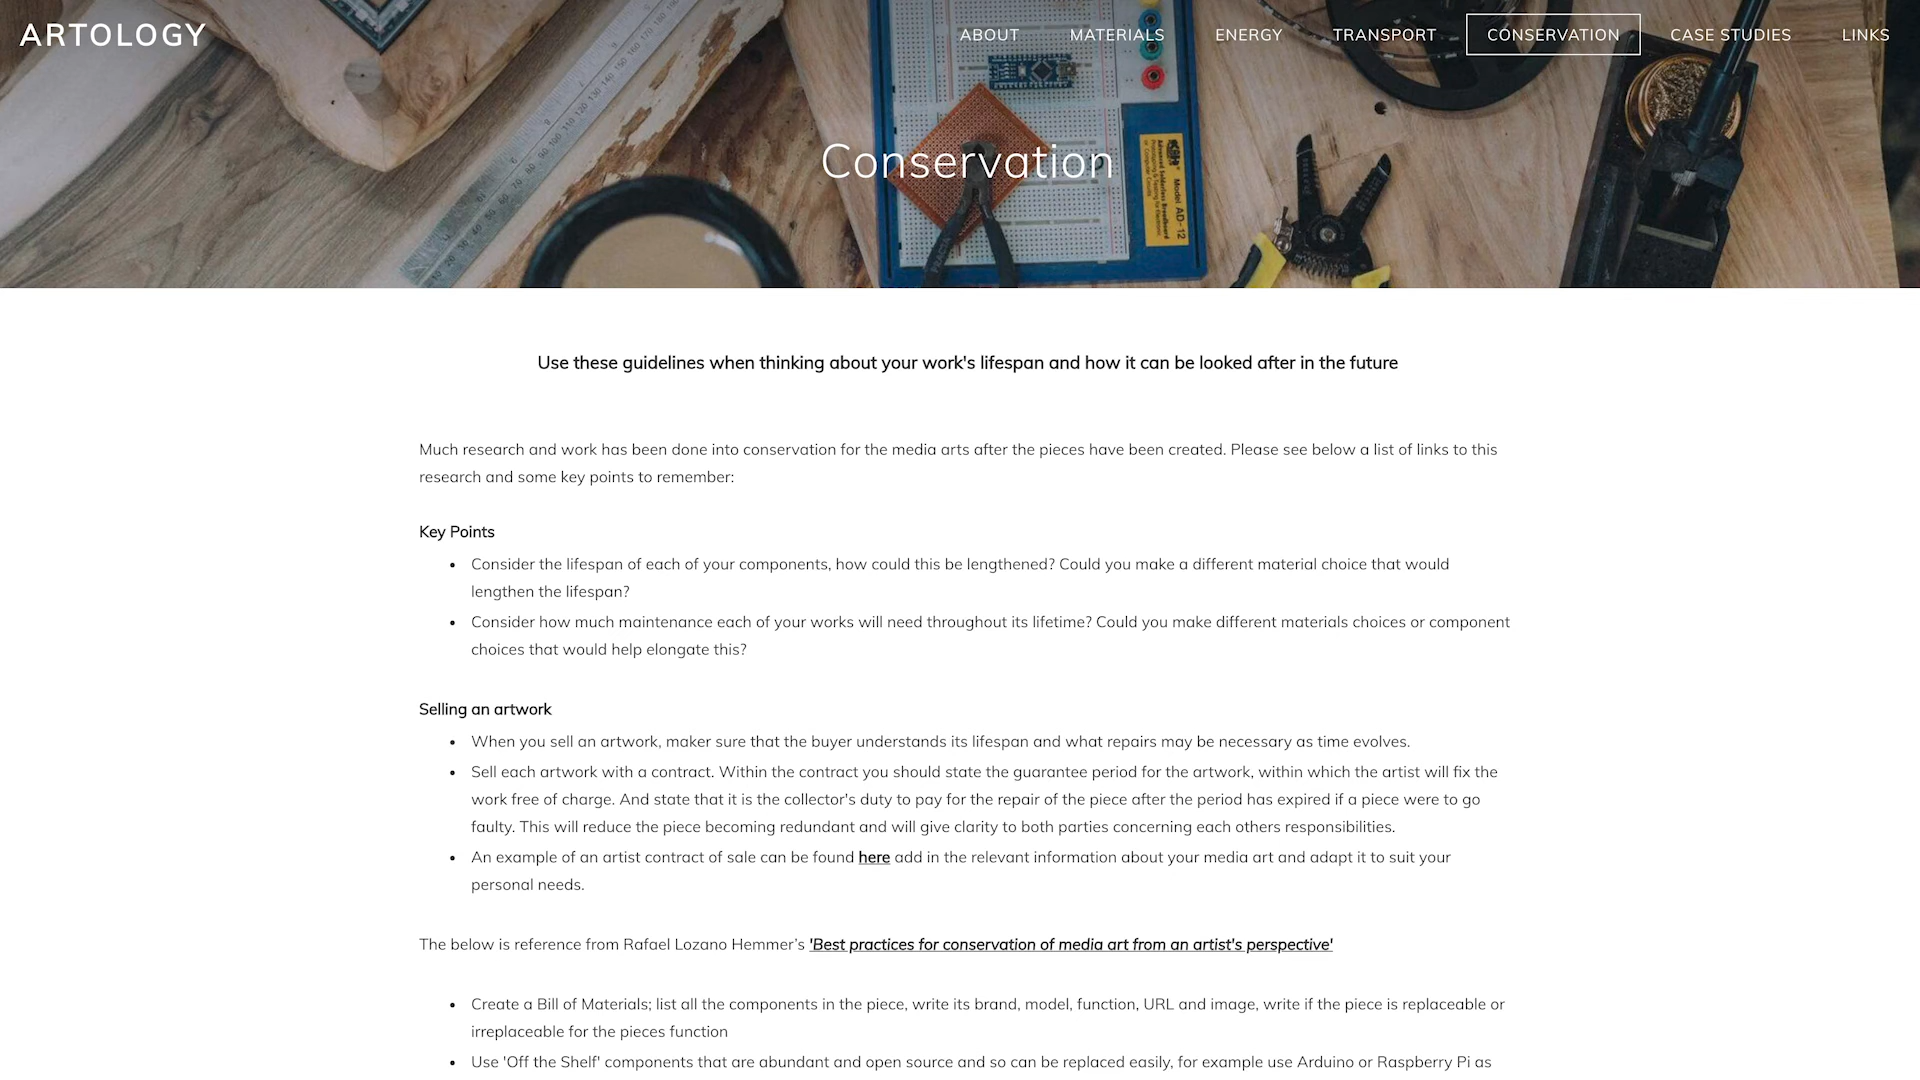 ARTOLOGY
ABOUT MATERIALS ENERGY TRANSPORT CONSERVATION CASE STUDIES LINKS
Conservation
Model AD-12
Advanced Solderless Breadboard
Use these guidelines when thinking about your work's lifespan and how it can be looked after in the future
Much research and work has been done into conservation for the media arts after the pieces have been created. Please see below a list of links to this
research and some key points to remember:
Key Points
• Consider the lifespan of each of your components, how could this be lengthened? Could you make a different material choice that would
lengthen the lifespan?
• Consider how much maintenance each of your works will need throughout its lifetime? Could you make different materials choices or component
choices that would help elongate this?
Selling an artwork
• When you sell an artwork, maker sure that the buyer understands its lifespan and what repairs may be necessary as time evolves.
• Sell each artwork with a contract. Within the contract you should state the guarantee period for the artwork, within which the artist will fix the
work free of charge. And state that it is the collector's duty to pay for the repair of the piece after the period has expired if a piece were to go
faulty. This will reduce the piece becoming redundant and will give clarity to both parties concerning each others responsibilities.
• An example of an artist contract of sale can be found here add in the relevant information about your media art and adapt it to suit your
personal needs.
The below is reference from Rafael Lozano Hemmer’s 'Best practices for conservation of media art from an artist's perspective'
• Create a Bill of Materials; list all the components in the piece, write its brand, model, function, URL and image, write if the piece is replaceable or
irreplaceable for the pieces function
• Use 'Off the Shelf' components that are abundant and open source and so can be replaced easily, for example use Arduino or Raspberry Pi as